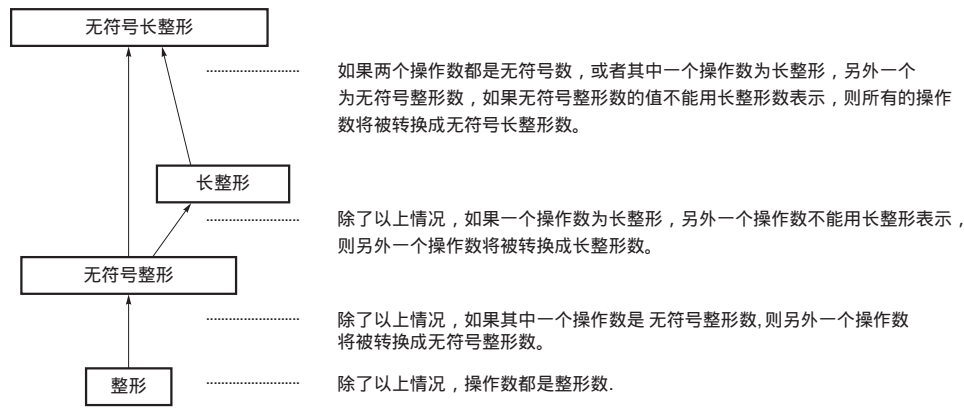 无符号长整形
如果两个操作数都是无符号数，或者其中一个操作数为长整形，另外一个
为无符号整形数，如果无符号整形数的值不能用长整形数表示，则所有的操作
数将被转换成无符号长整形数。
长整形
除了以上情况，如果一个操作数为长整形，另外一个操作数不能用长整形表示，
则另外一个操作数将被转换成长整形数。
无符号整形
除了以上情况，如果其中一个操作数是 无符号整形数,则另外一个操作数
将被转换成无符号整形数。
整形
除了以上情况，操作数都是整形数.